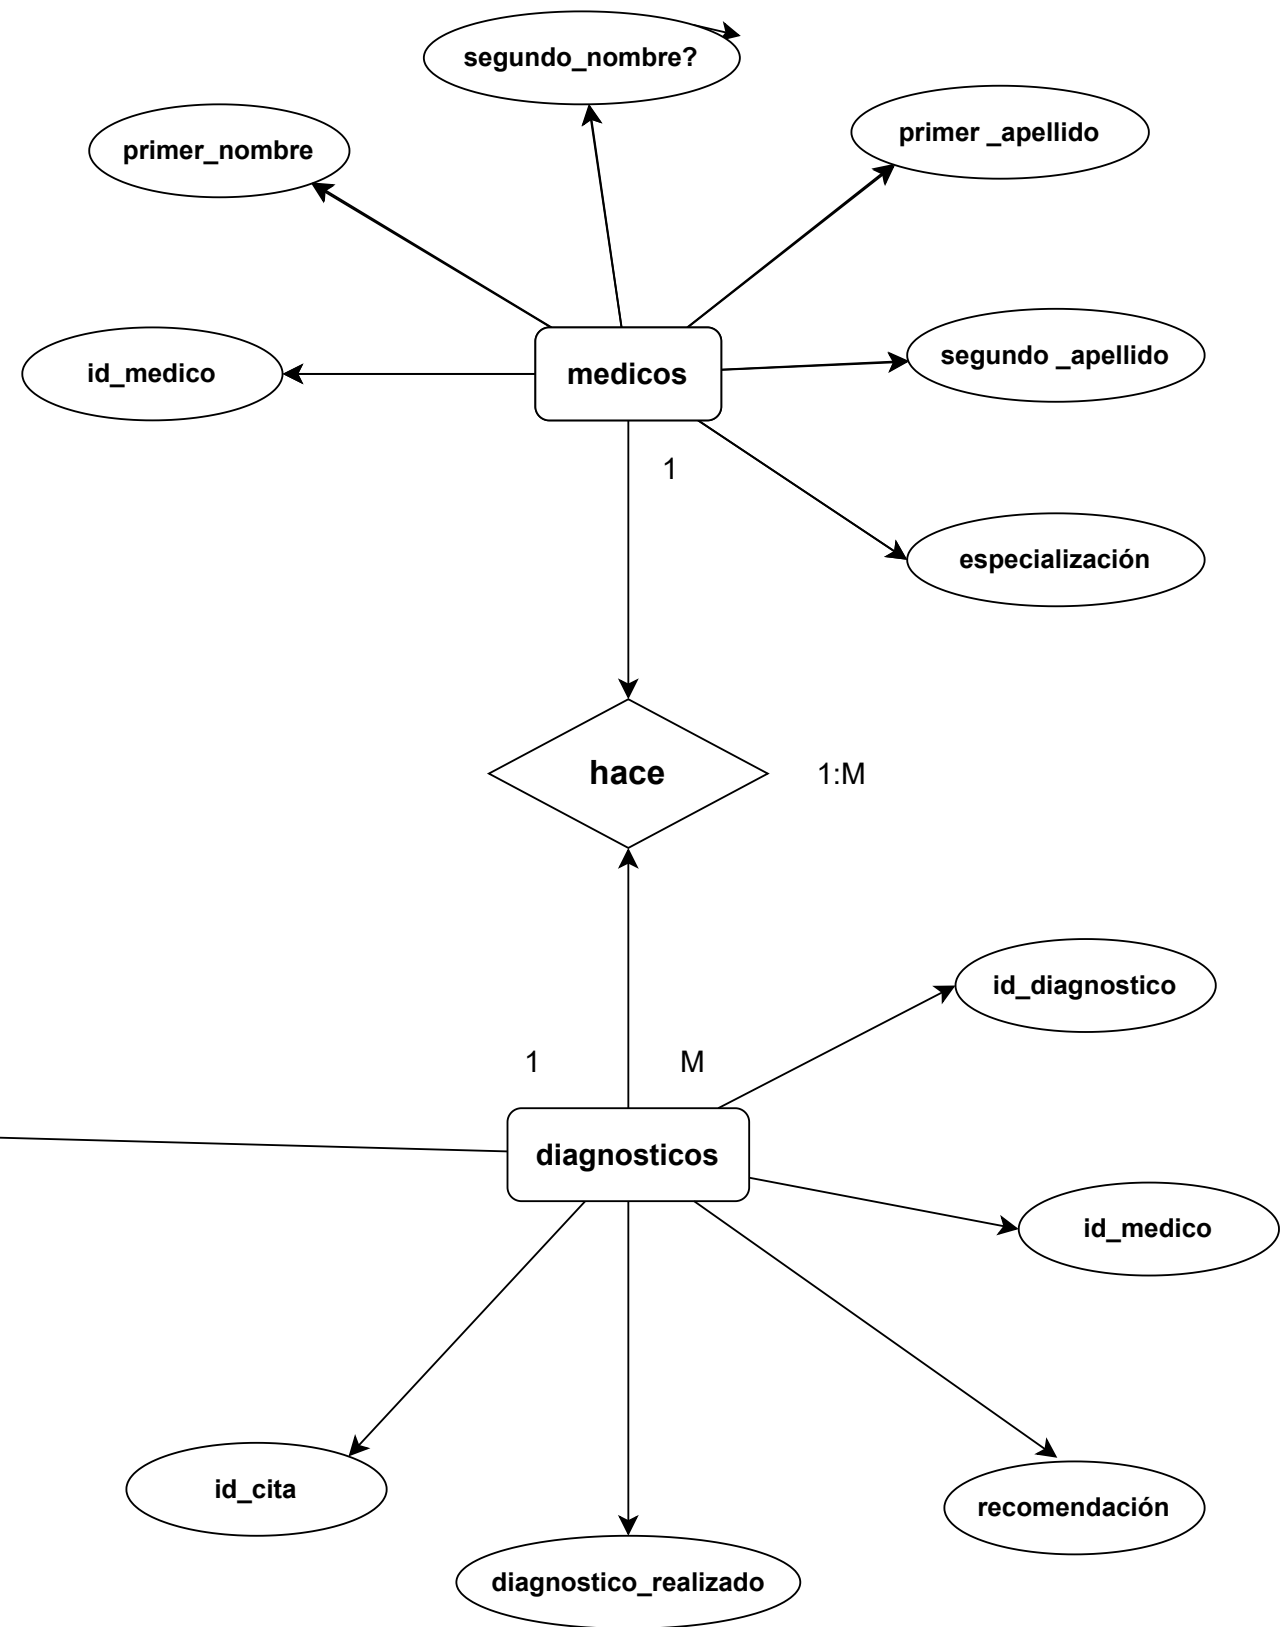 segundo_nombre?
primer_nombre
primer _apellido
id_medico
medicos
segundo _apellido
1
especialización
hace
1:M
id_diagnostico
1
M
diagnosticos
id_medico
id_cita
recomendación
diagnostico_realizado